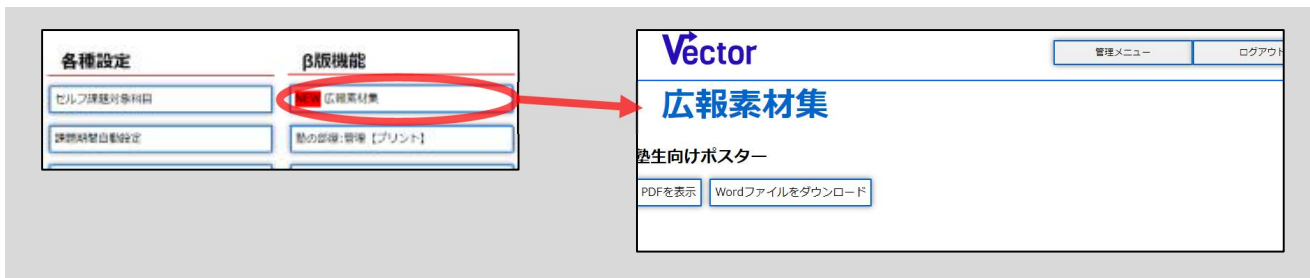 各種設定
セルフ課題対象科目
課題期間自動設定
β版機能
NEW 広報素材集
塾の部屋:管理【プリント】
Vector
管理メニュー
ログアウト
広報素材集
塾生向けポスター
PDFを表示
Wordファイルをダウンロード